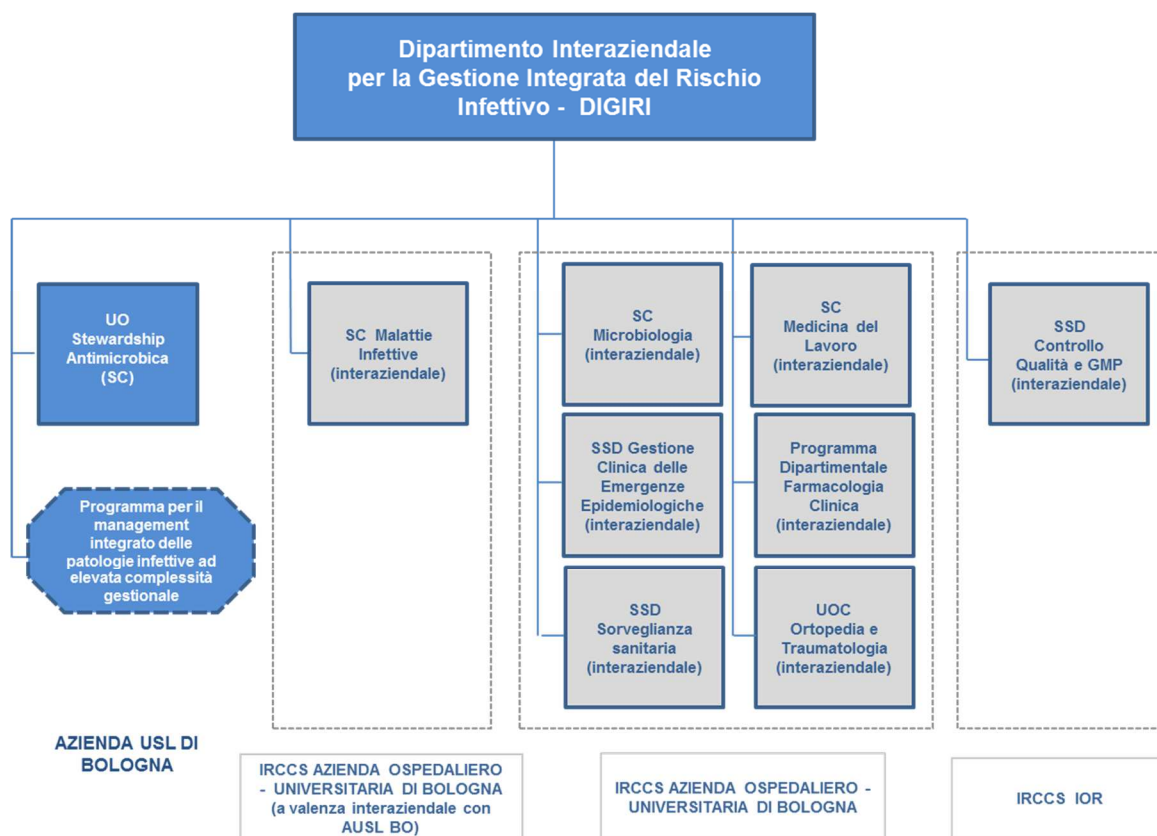 Dipartimento Interaziendale
per la Gestione Integrata del Rischio
Infettivo - DIGIRI
UO
Stewardship
Antimicrobica
(SC)
Programma per il
management
integrato delle
patologie infettive ad
elevata complessità
gestionale
AZIENDA USL DI
BOLOGNA
SC Malattie
Infettive
(interaziendale)
IRCCS AZIENDA OSPEDALIERO
- UNIVERSITARIA DI BOLOGNA
(a valenza interaziendale con
AUSL BO)
SC
Microbiologia
(interaziendale)
SSD Gestione
Clinica delle
Emergenze
Epidemiologiche
(interaziendale)
SSD
Sorveglianza
sanitaria
(interaziendale)
SC
Medicina del
Lavoro
(interaziendale)
Programma
Dipartimentale
Farmacologia
Clinica
(interaziendale)
UOC
Ortopedia e
Traumatologia
(interaziendale)
IRCCS AZIENDA OSPEDALIERO -
UNIVERSITARIA DI BOLOGNA
SSD
Controllo
Qualità e GMP
(interaziendale)
IRCCS IOR